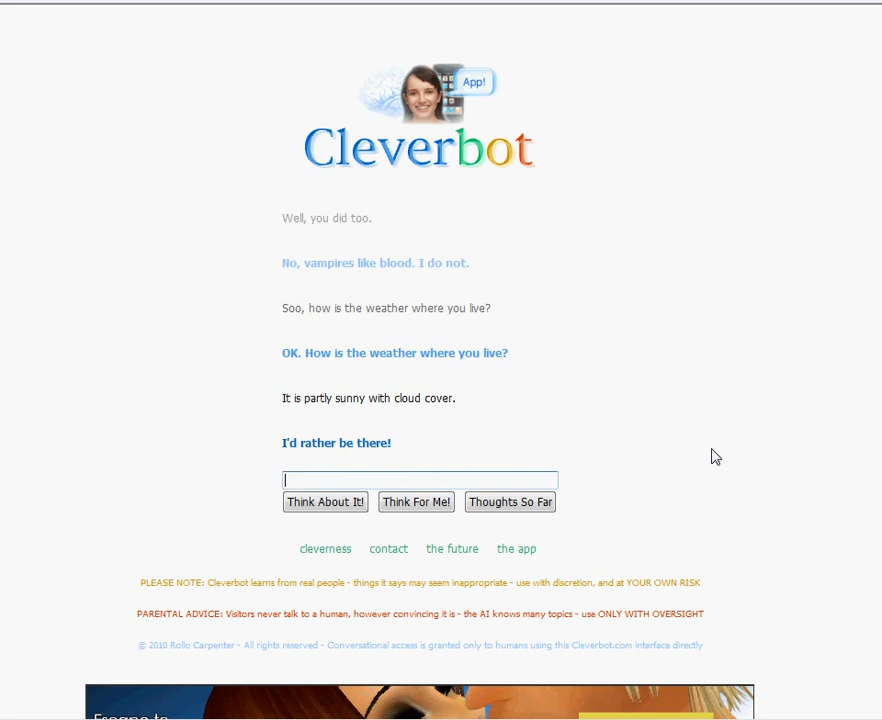 App!
Cleverbot
Well, you did too.
No, vampires like blood. I do not.
Soo, how is the weather where you live?
OK. How is the weather where you live?
It is partly sunny with cloud cover.
I'd rather be there!
Think About It! Think For Me! Thoughts So Far
cleverness contact the future the app
PLEASE NOTE: Cleverbot learns from real people - things it says may seem inappropriate - use with discretion, and at YOUR OWN RISK
PARENTAL ADVICE: Visitors never talk to a human, however convincing it is - the AI knows many topics - use ONLY WITH OVERSIGHT
© 2010 Rollo Carpenter - All rights reserved - Conversational access is granted only to humans using this Cleverbot.com interface directly